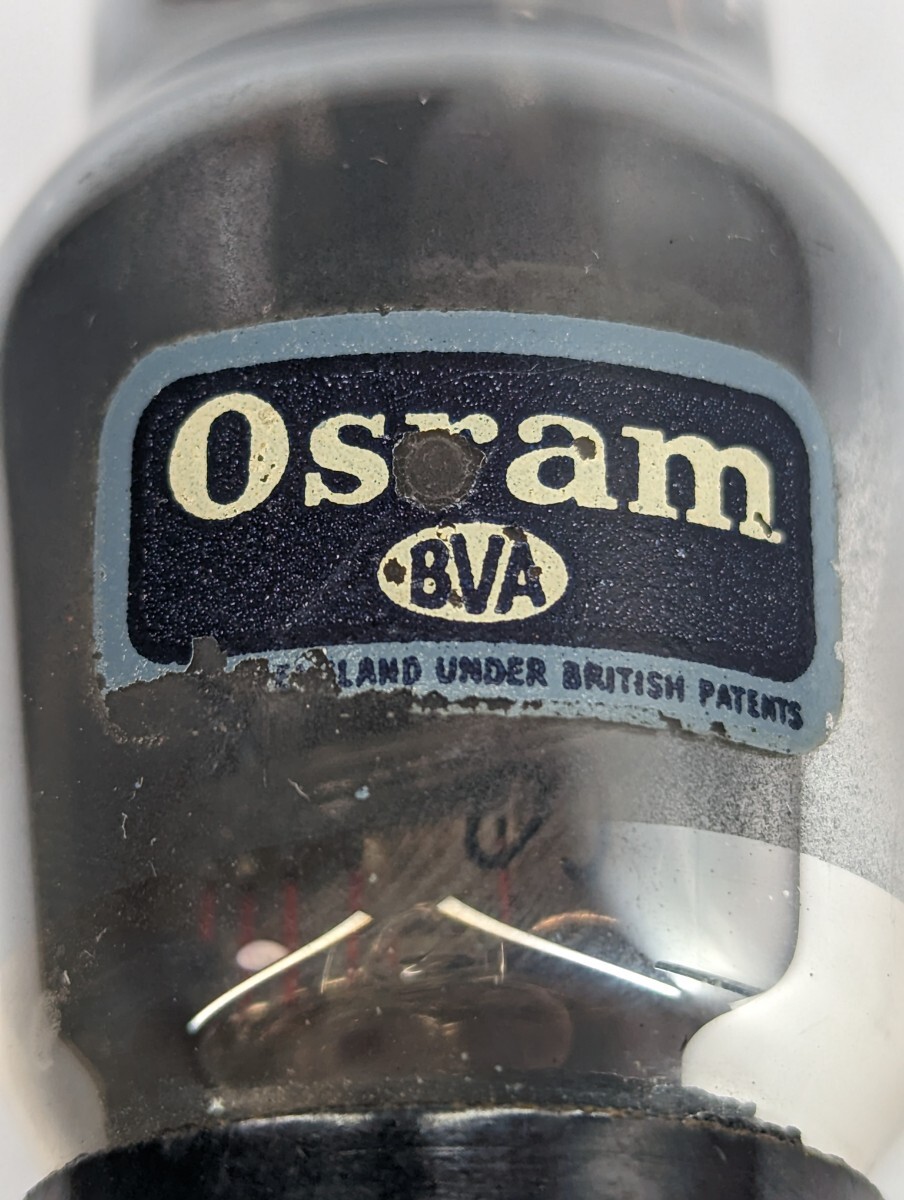 Osram
BVA
LAND UNDER BRITISH PATENTS